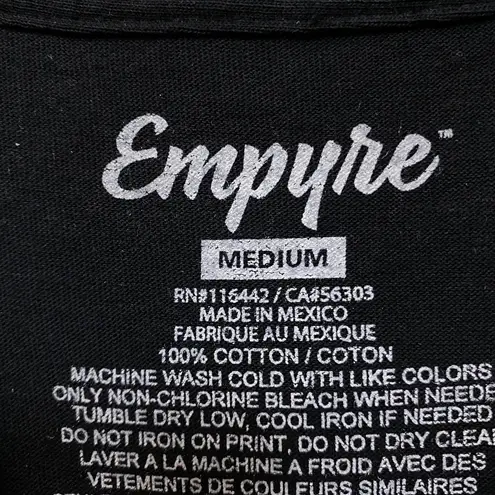 Empyre™
MEDIUM
RN#116442 / CA#56303
MADE IN MEXICO
FABRIQUE AU MEXIQUE
100% COTTON / COTON
MACHINE WASH COLD WITH LIKE COLORS
ONLY NON-CHLORINE BLEACH WHEN NEEDE
TUMBLE DRY LOW, COOL IRON IF NEEDED
DO NOT IRON ON PRINT, DO NOT DRY CLEA
LAVER A LA MACHINE A FROID AVEC DES
VETEMENTS DE COULEURS SIMILAIRES